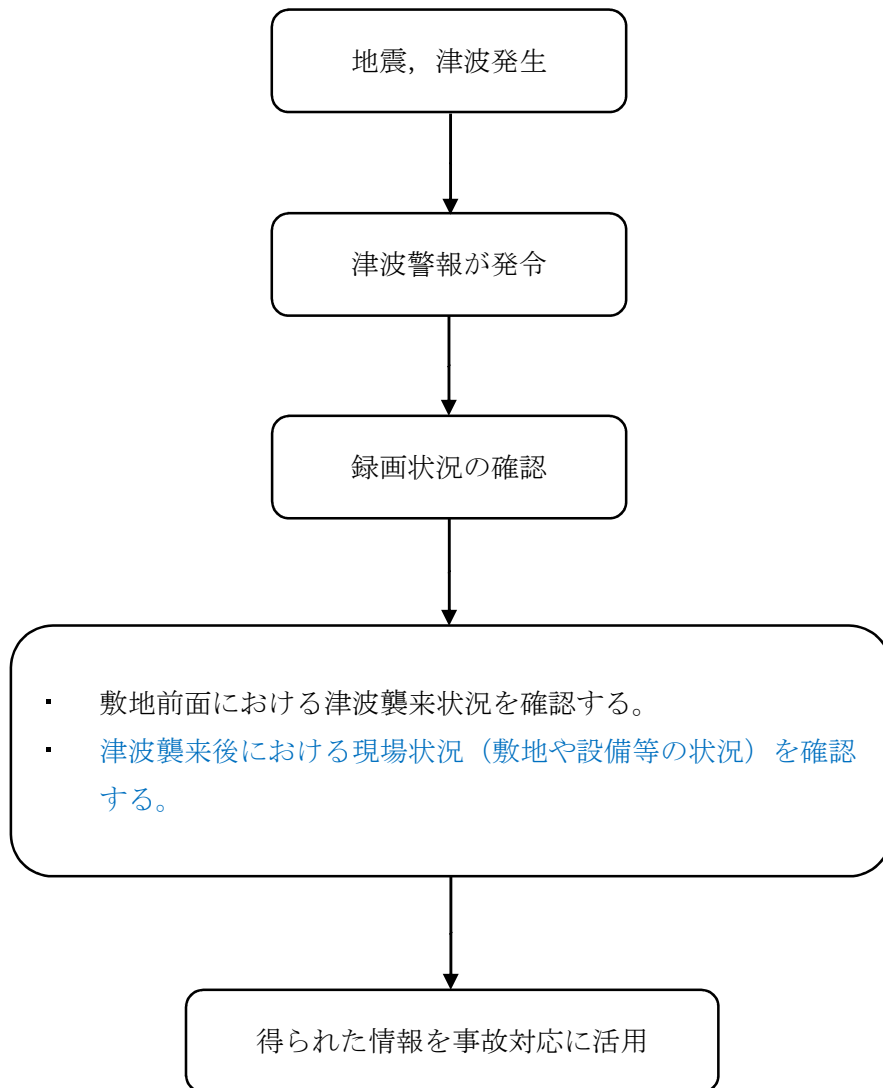 地震，津波発生
津波警報が発令
録画状況の確認
・ 敷地前面における津波襲来状況を確認する。
・ 津波襲来後における現場状況（敷地や設備等の状況）を確認
する。
得られた情報を事故対応に活用